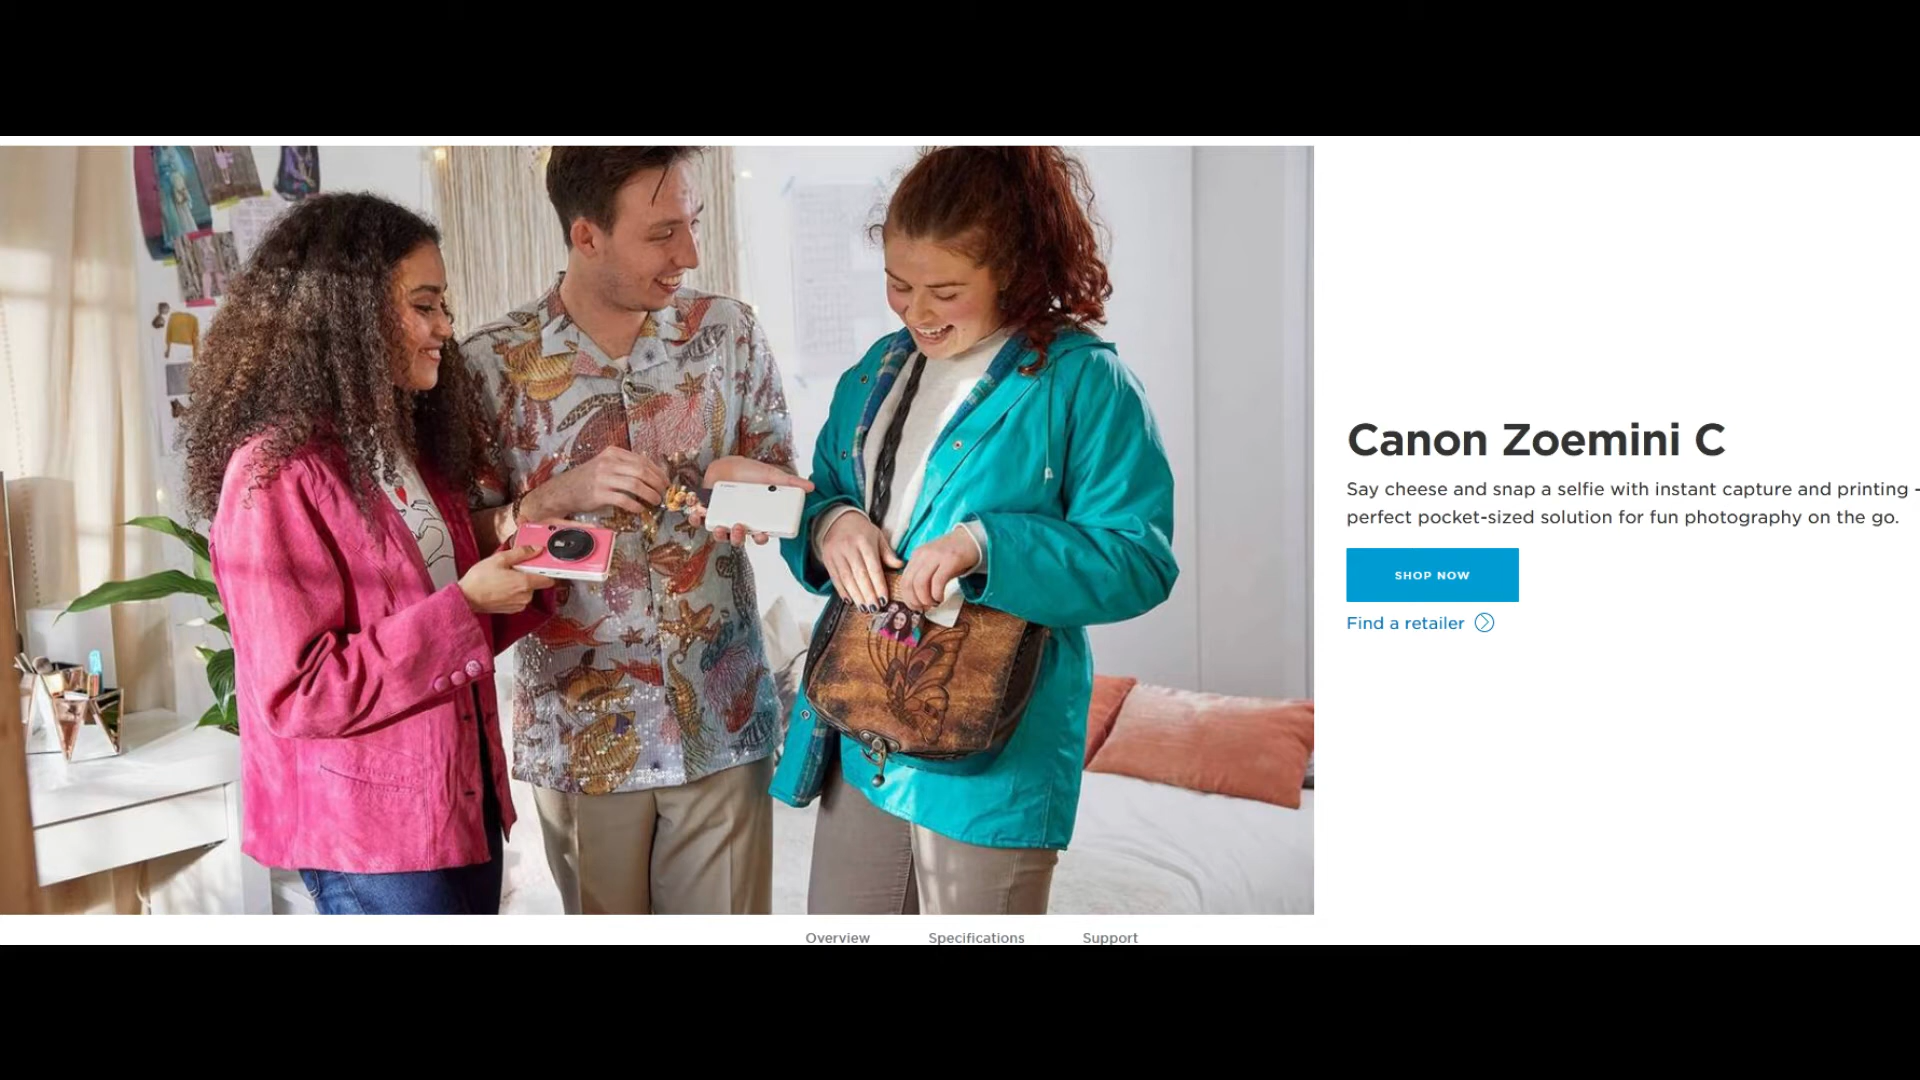 Canon Zoemini C
Say cheese and snap a selfie with instant capture and printing -
perfect pocket-sized solution for fun photography on the go.
SHOP NOW
Find a retailer
Overview Specifications Support